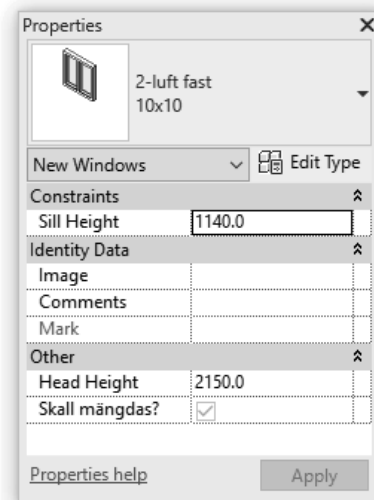 Properties
2-luft fast
10x10
New Windows Edit Type
Constraints
Sill Height 1140.0
Identity Data
Image
Comments
Mark
Other
Head Height 2150.0
Skall mängdas?
Properties help Apply